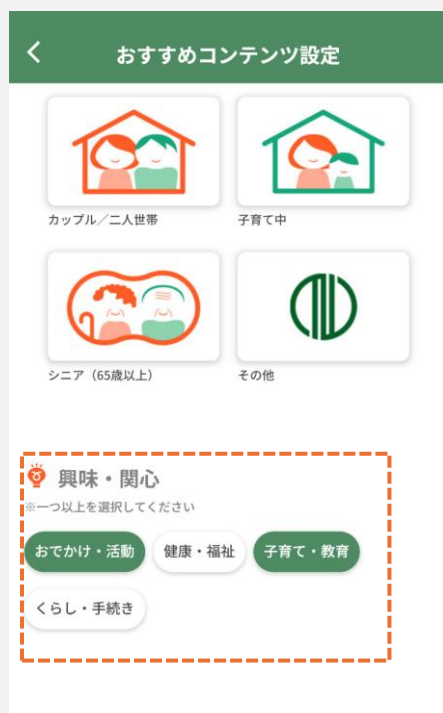 おすすめコンテンツ設定
カップル／二人世帯
子育て中
シニア（65歳以上）
その他
興味・関心
※一つ以上を選択してください
おでかけ・活動
健康・福祉
子育て・教育
くらし・手続き